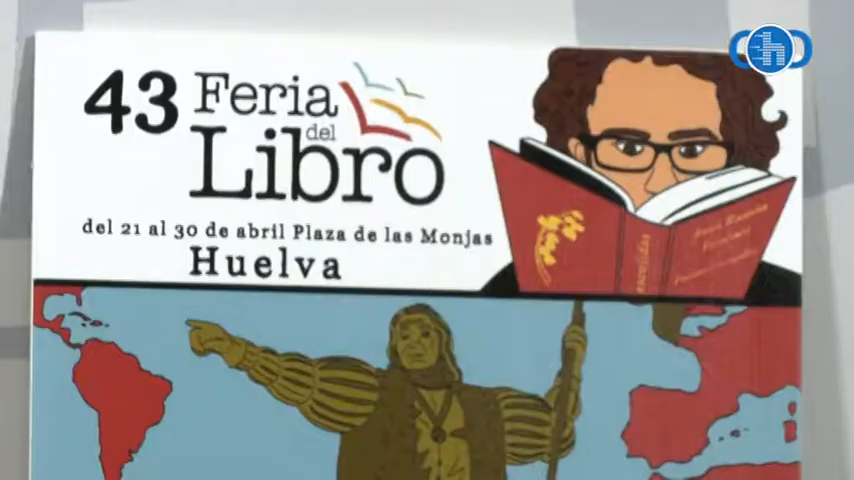 43 Feria
del
Libro
del 21 al 30 de abril Plaza de las Monjas
Huelva